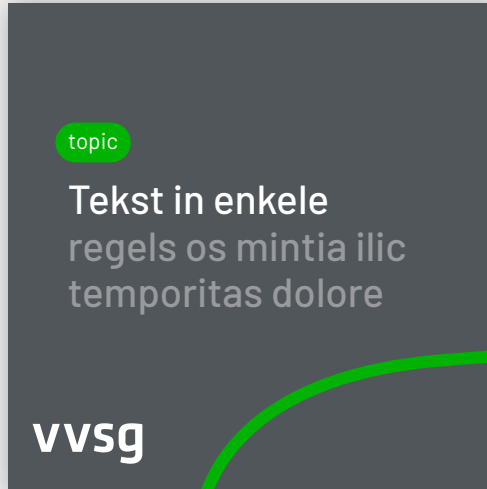 topic
Tekst in enkele
regels os mintia ilic
temporitas dolore
vvsg